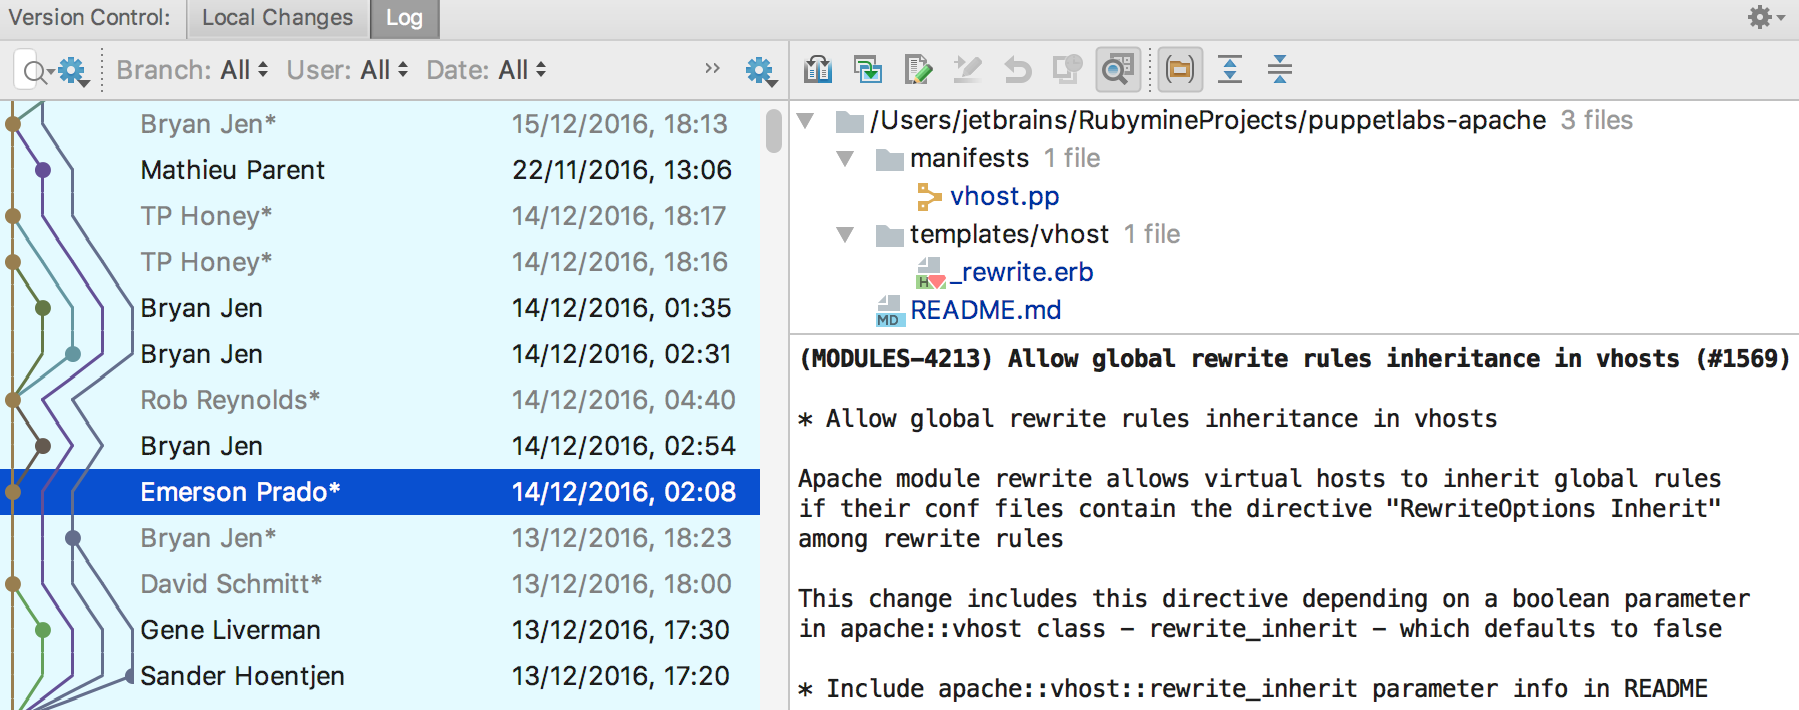 Version Control: Local Changes Log
Branch: All User: All Date: All »
Bryan Jen* 15/12/2016, 18:13
Mathieu Parent 22/11/2016, 13:06
TP Honey* 14/12/2016, 18:17
TP Honey* 14/12/2016, 18:16
Bryan Jen 14/12/2016, 01:35
Bryan Jen 14/12/2016, 02:31
Rob Reynolds* 14/12/2016, 04:40
Bryan Jen 14/12/2016, 02:54
Emerson Prado* 14/12/2016, 02:08
Bryan Jen* 13/12/2016, 18:23
David Schmitt* 13/12/2016, 18:00
Gene Liverman 13/12/2016, 17:30
Sander Hoentjen 13/12/2016, 17:20
/Users/jetbrains/RubymineProjects/puppetlabs-apache 3 files
manifests 1 file
vhost.pp
templates/vhost 1 file
H _rewrite.erb
MD README.md
(MODULES-4213) Allow global rewrite rules inheritance in vhosts (#1569)
* Allow global rewrite rules inheritance in vhosts
Apache module rewrite allows virtual hosts to inherit global rules
if their conf files contain the directive "RewriteOptions Inherit"
among rewrite rules
This change includes this directive depending on a boolean parameter
in apache::vhost class - rewrite_inherit - which defaults to false
* Include apache::vhost::rewrite_inherit parameter info in README